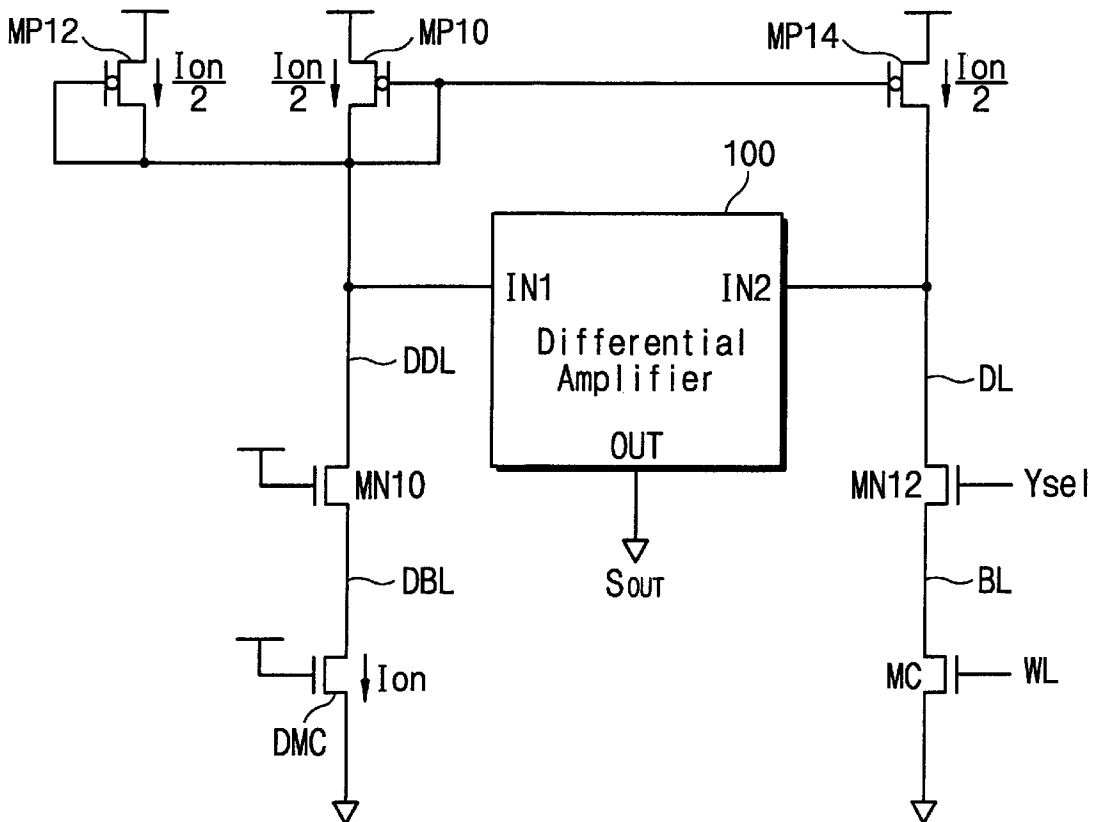 MP12
Ion
2
Ion
2
MP10
MP14
Ion
2
100
IN1
IN2
Differential
Amplifier
OUT
DDL
DL
MN10
MN12
Ysel
SOUT
DBL
BL
Ion
DMC
MC
WL